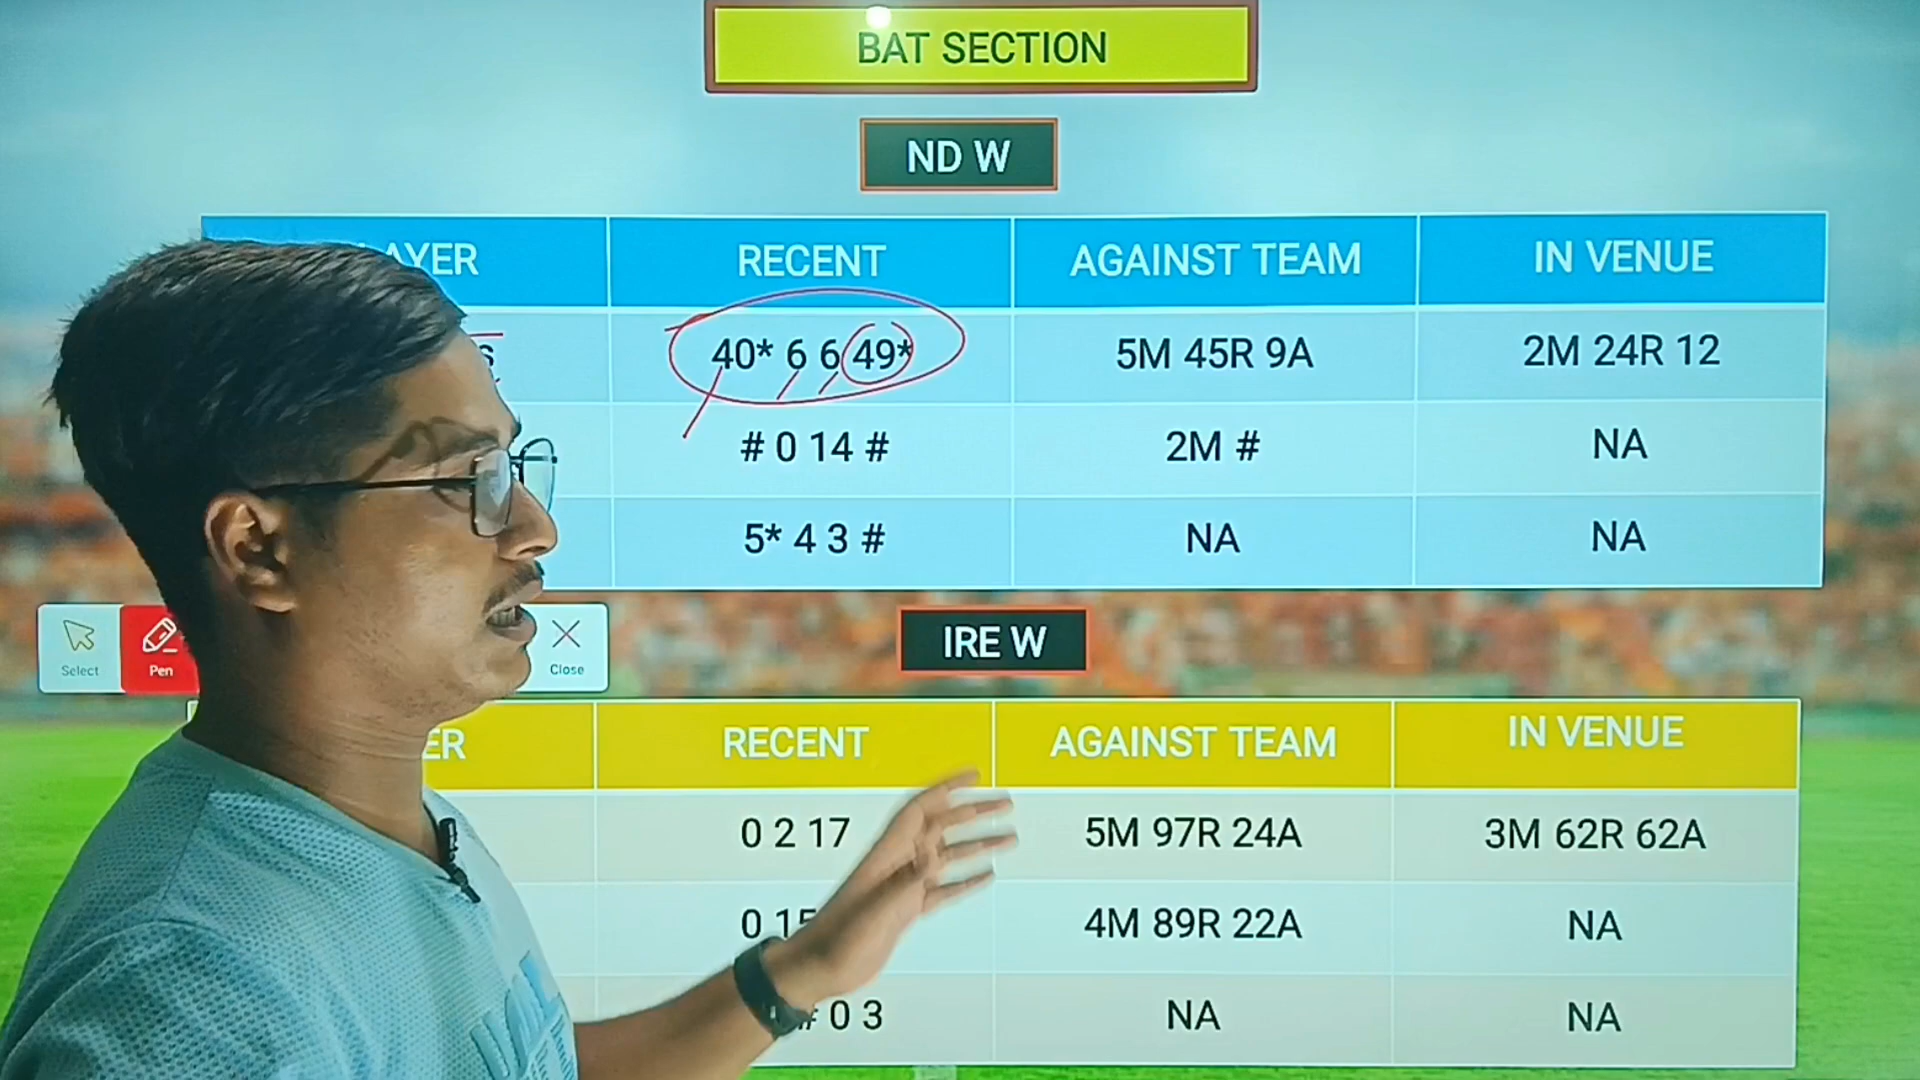 BAT SECTION
ND W
RECENT AGAINST TEAM IN VENUE
40* 6 6 49* 5M 45R 9A 2M 24R 12
# 0 14 # 2M # NA
5* 4 3 # NA NA
Select Pen Close
IRE W
RECENT AGAINST TEAM IN VENUE
0 2 17 5M 97R 24A 3M 62R 62A
0 4M 89R 22A NA
# 0 3 NA NA